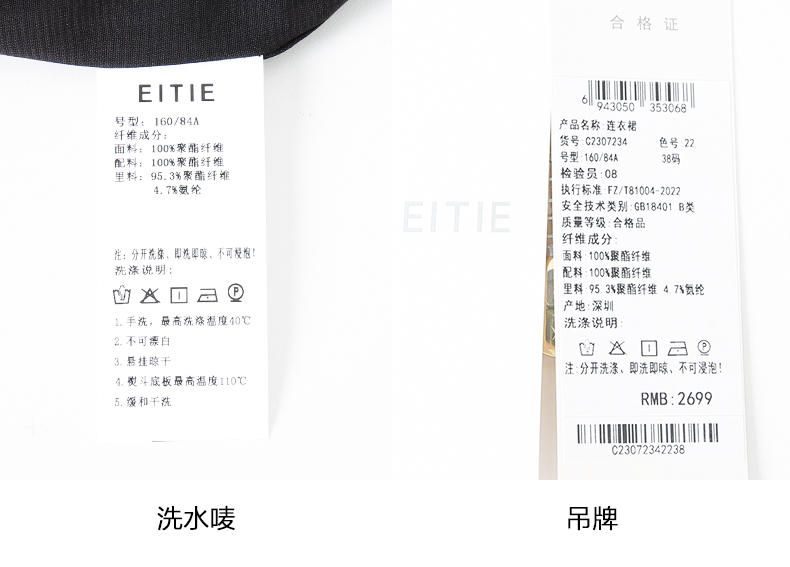 EITIE
号型: 160/84A
纤维成分:
面料: 100%聚酯纤维
配料: 100%聚酯纤维
里料: 95.3%聚酯纤维
4.7%氨纶
注: 分开洗涤、即洗即晾、不可浸泡!
洗涤说明:
P
1.手洗，最高洗涤温度40℃
2.不可漂白
3.悬挂晾干
4.熨斗底板最高温度110℃
5.缓和干洗
洗水唛
EITIE
合格证
6 943050 353068
产品名称:连衣裙
货号:C2307234 色号:22
号型:160/84A 38码
检验员:08
执行标准:FZ/T81004-2022
安全技术类别:GB18401 B类
质量等级:合格品
纤维成分:
面料:100%聚酯纤维
配料:100%聚酯纤维
里料:95.3%聚酯纤维 4.7%氨纶
产地:深圳
洗涤说明:
P
注:分开洗涤、即洗即晾、不可浸泡!
RMB:2699
C23072342238
吊牌